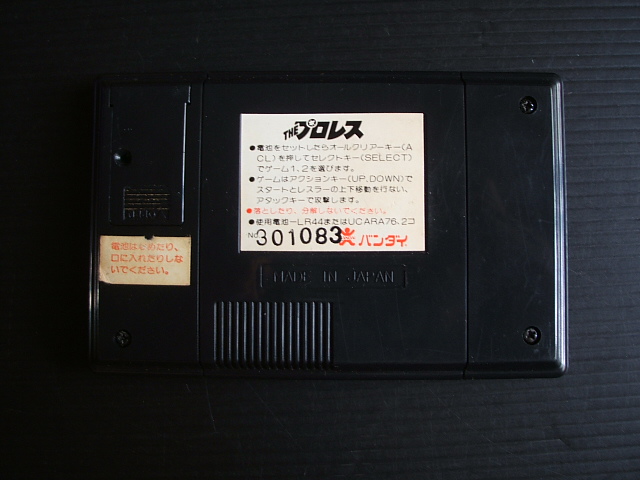 THEプロレス
●電池をセットしたらオールクリアーキー(A
CL)を押してセレクトキー(SELECT)
でゲーム1、2を選びます。
●ゲームはアクションキー(UP, DOWN)で
スタートとレスラーの上下移動を行ない、
アタックキーで攻撃します。
●落としたり、分解しないでください。
●使用電池―LR44またはUCARA76, 2コ
No 301083 バンダイ
電池はなめたり、
口に入れたりしな
いでください。
MADE IN JAPAN